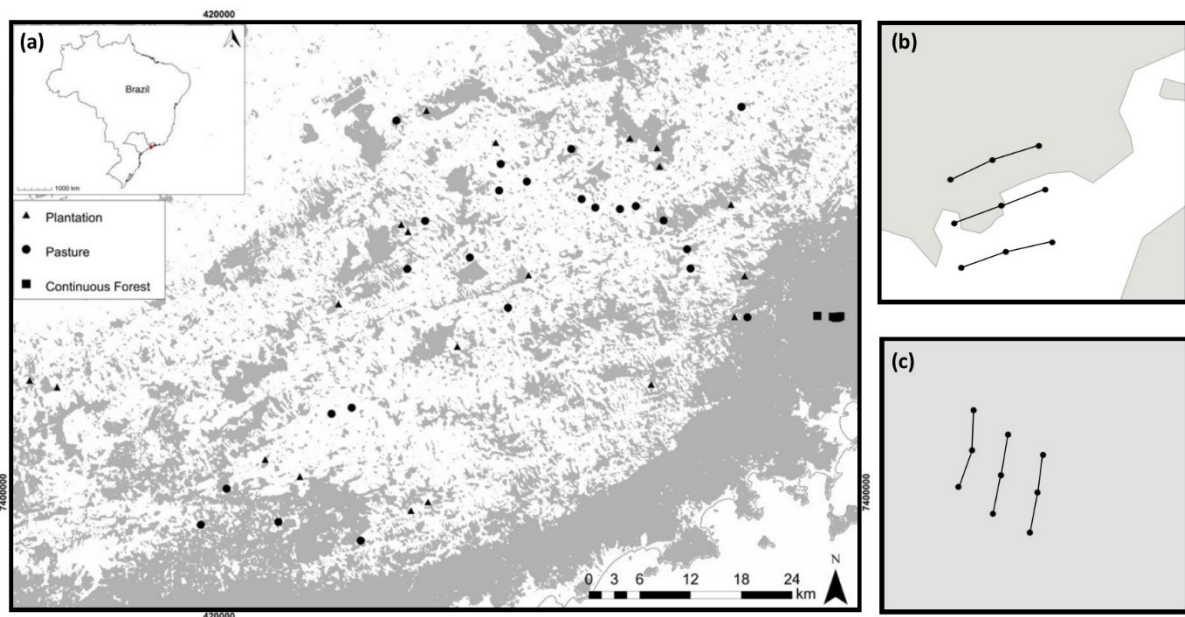 420000
(a)
Brazil
1000 km
Plantation
Pasture
Continuous Forest
7400000
7400000
N
0 3 6 12 18 24
km
420000
(b)
(c)